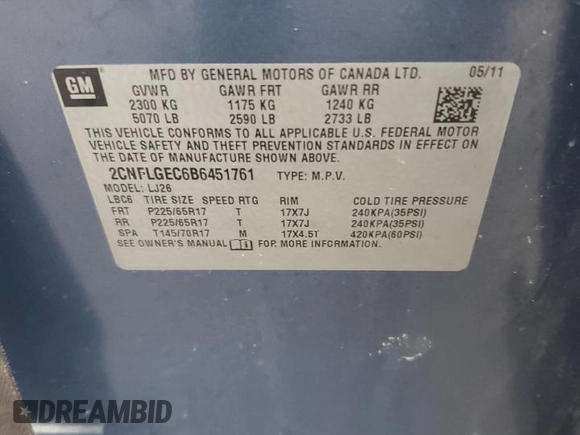 GM
MFD BY GENERAL MOTORS OF CANADA LTD. 05/11
GVWR GAWR FRT GAWR RR
2300 KG 1175 KG 1240 KG
5070 LB 2590 LB 2733 LB
THIS VEHICLE CONFORMS TO ALL APPLICABLE U.S. FEDERAL MOTOR
VEHICLE SAFETY AND THEFT PREVENTION STANDARDS IN EFFECT ON
THE DATE OF MANUFACTURE SHOWN ABOVE.
2CNFLGEC6B6451761 TYPE: M.P.V.
MODEL: LJ26
LBC6 TIRE SIZE SPEED RTG RIM COLD TIRE PRESSURE
FRT P225/65R17 T 17X7J 240KPA(35PSI)
RR P225/65R17 T 17X7J 240KPA(35PSI)
SPA T145/70R17 M 17X4.5T 420KPA(60PSI)
SEE OWNER'S MANUAL FOR MORE INFORMATION.
DREAMBID